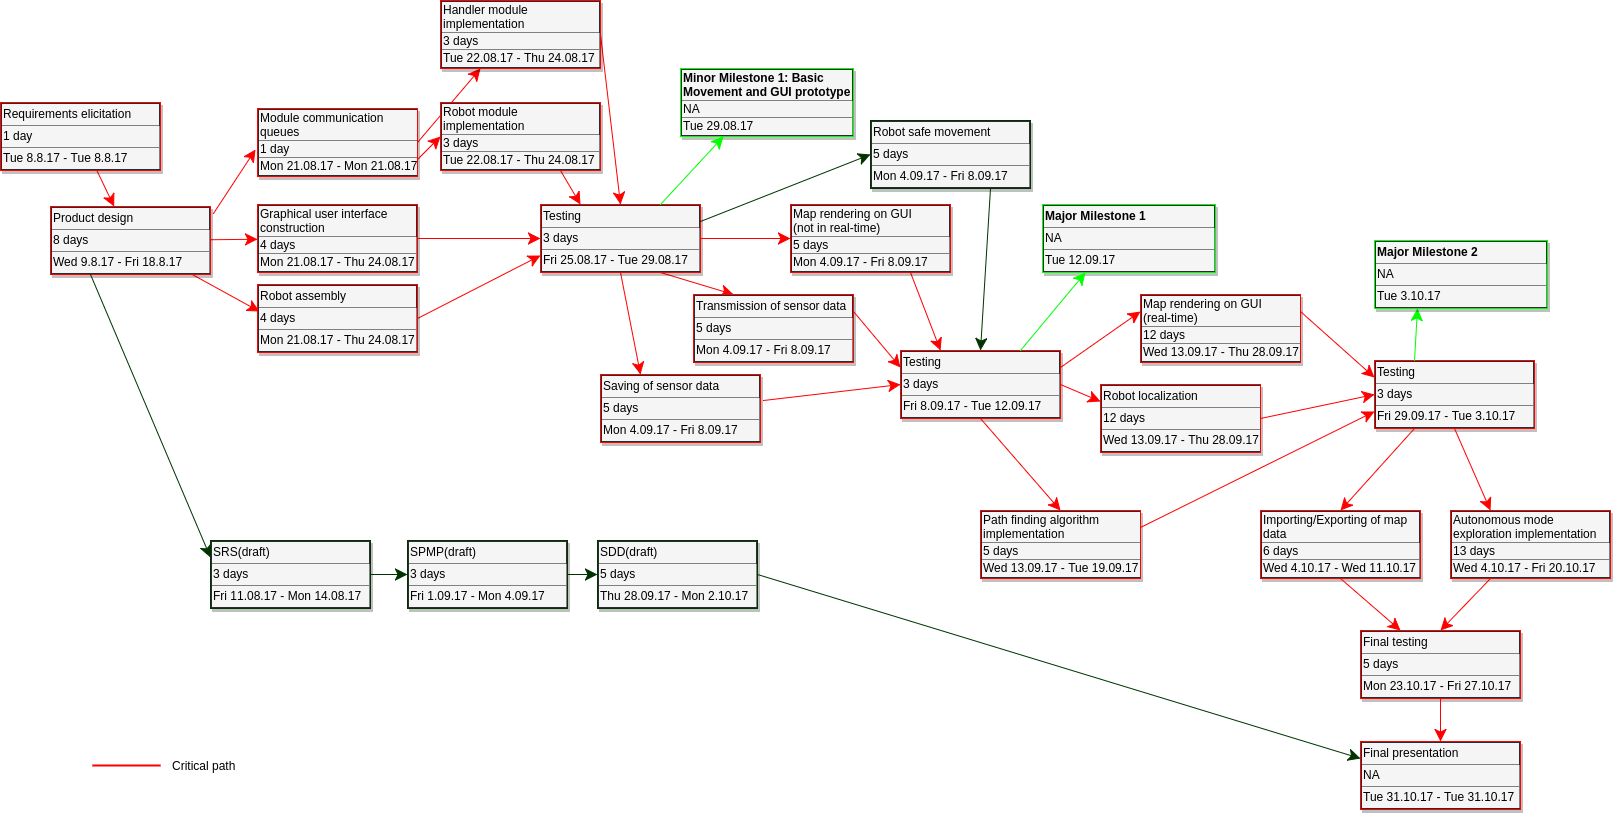 Handler module
implementation
3 days
Tue 22.08.17 - Thu 24.08.17
Minor Milestone 1: Basic
Movement and GUI prototype
NA
Tue 29.08.17
Requirements elicitation
1 day
Tue 8.8.17 - Tue 8.8.17
Module communication
queues
1 day
Mon 21.08.17 - Mon 21.08.17
Robot module
implementation
3 days
Tue 22.08.17 - Thu 24.08.17
Robot safe movement
5 days
Mon 4.09.17 - Fri 8.09.17
Product design
8 days
Wed 9.8.17 - Fri 18.8.17
Graphical user interface
construction
4 days
Mon 21.08.17 - Thu 24.08.17
Testing
3 days
Fri 25.08.17 - Tue 29.08.17
Map rendering on GUI
(not in real-time)
5 days
Mon 4.09.17 - Fri 8.09.17
Major Milestone 1
NA
Tue 12.09.17
Major Milestone 2
NA
Tue 3.10.17
Robot assembly
4 days
Mon 21.08.17 - Thu 24.08.17
Transmission of sensor data
5 days
Mon 4.09.17 - Fri 8.09.17
Map rendering on GUI
(real-time)
12 days
Wed 13.09.17 - Thu 28.09.17
Saving of sensor data
5 days
Mon 4.09.17 - Fri 8.09.17
Testing
3 days
Fri 8.09.17 - Tue 12.09.17
Robot localization
12 days
Wed 13.09.17 - Thu 28.09.17
Testing
3 days
Fri 29.09.17 - Tue 3.10.17
SRS(draft)
3 days
Fri 11.08.17 - Mon 14.08.17
SPMP(draft)
3 days
Fri 1.09.17 - Mon 4.09.17
SDD(draft)
5 days
Thu 28.09.17 - Mon 2.10.17
Path finding algorithm
implementation
5 days
Wed 13.09.17 - Tue 19.09.17
Importing/Exporting of map
data
6 days
Wed 4.10.17 - Wed 11.10.17
Autonomous mode
exploration implementation
13 days
Wed 4.10.17 - Fri 20.10.17
Final testing
5 days
Mon 23.10.17 - Fri 27.10.17
Final presentation
NA
Tue 31.10.17 - Tue 31.10.17
Critical path